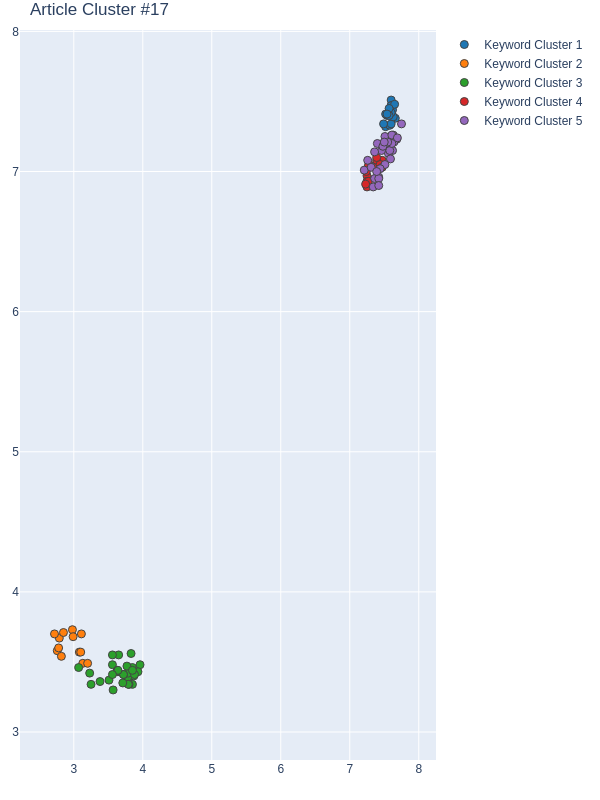 Article Cluster #17
8
7
6
5
4
3
3 4 5 6 7 8
Keyword Cluster 1
Keyword Cluster 2
Keyword Cluster 3
Keyword Cluster 4
Keyword Cluster 5